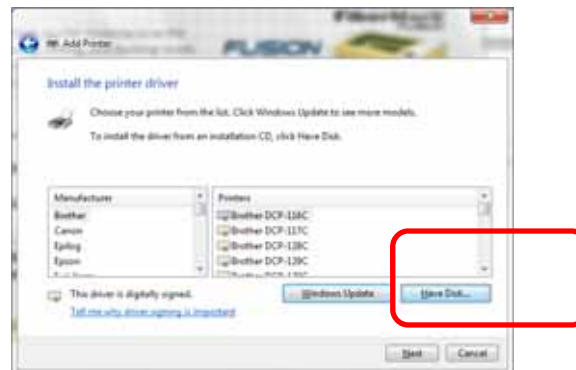 FUSION
Add Printer
Install the printer driver
Choose your printer from the list. Click Windows Update to see more models.
To install the driver from an installation CD, click Have Disk.
Manufacturer
Printers
Brother
Brother DCP-116C
Canon
Brother DCP-117C
Epilog
Brother DCP-128C
Epson
Brother DCP-129C
This driver is digitally signed.
Windows Update
Have Disk...
Tell me why driver signing is important
Next
Cancel